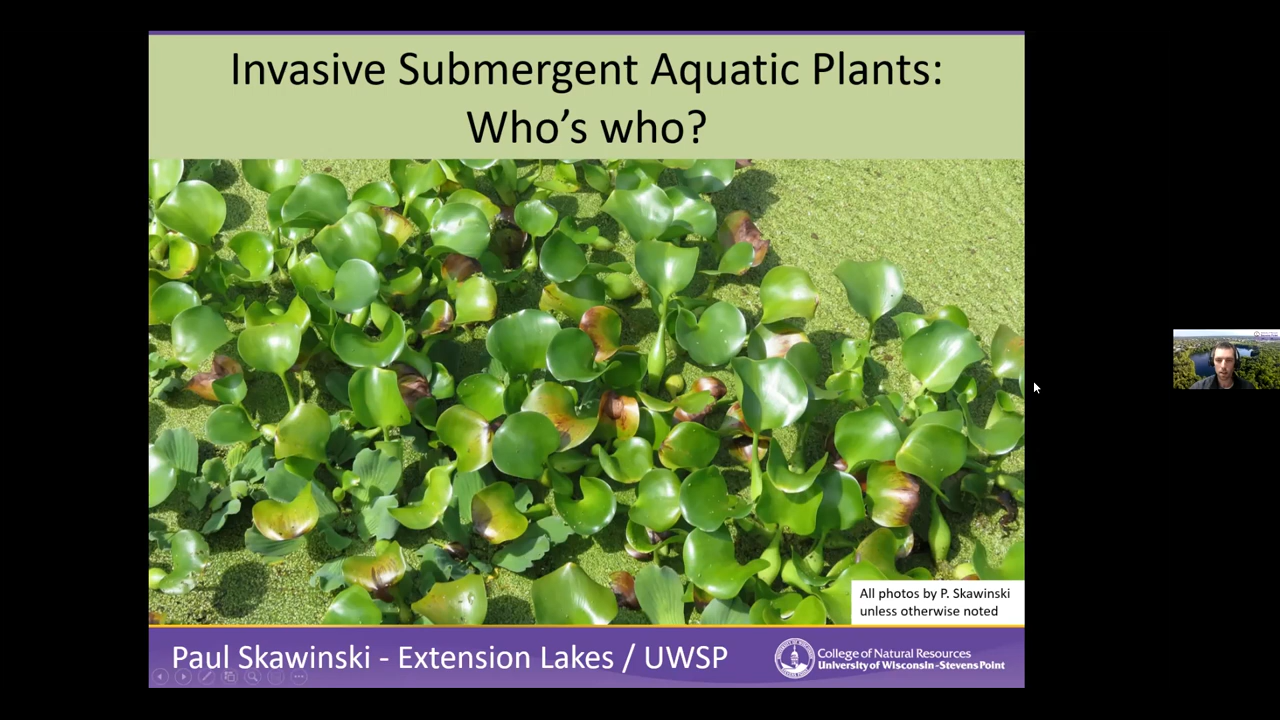 Invasive Submergent Aquatic Plants:
Who’s who?
All photos by P. Skawinski
unless otherwise noted
Paul Skawinski - Extension Lakes / UWSP
College of Natural Resources
University of Wisconsin-Stevens Point